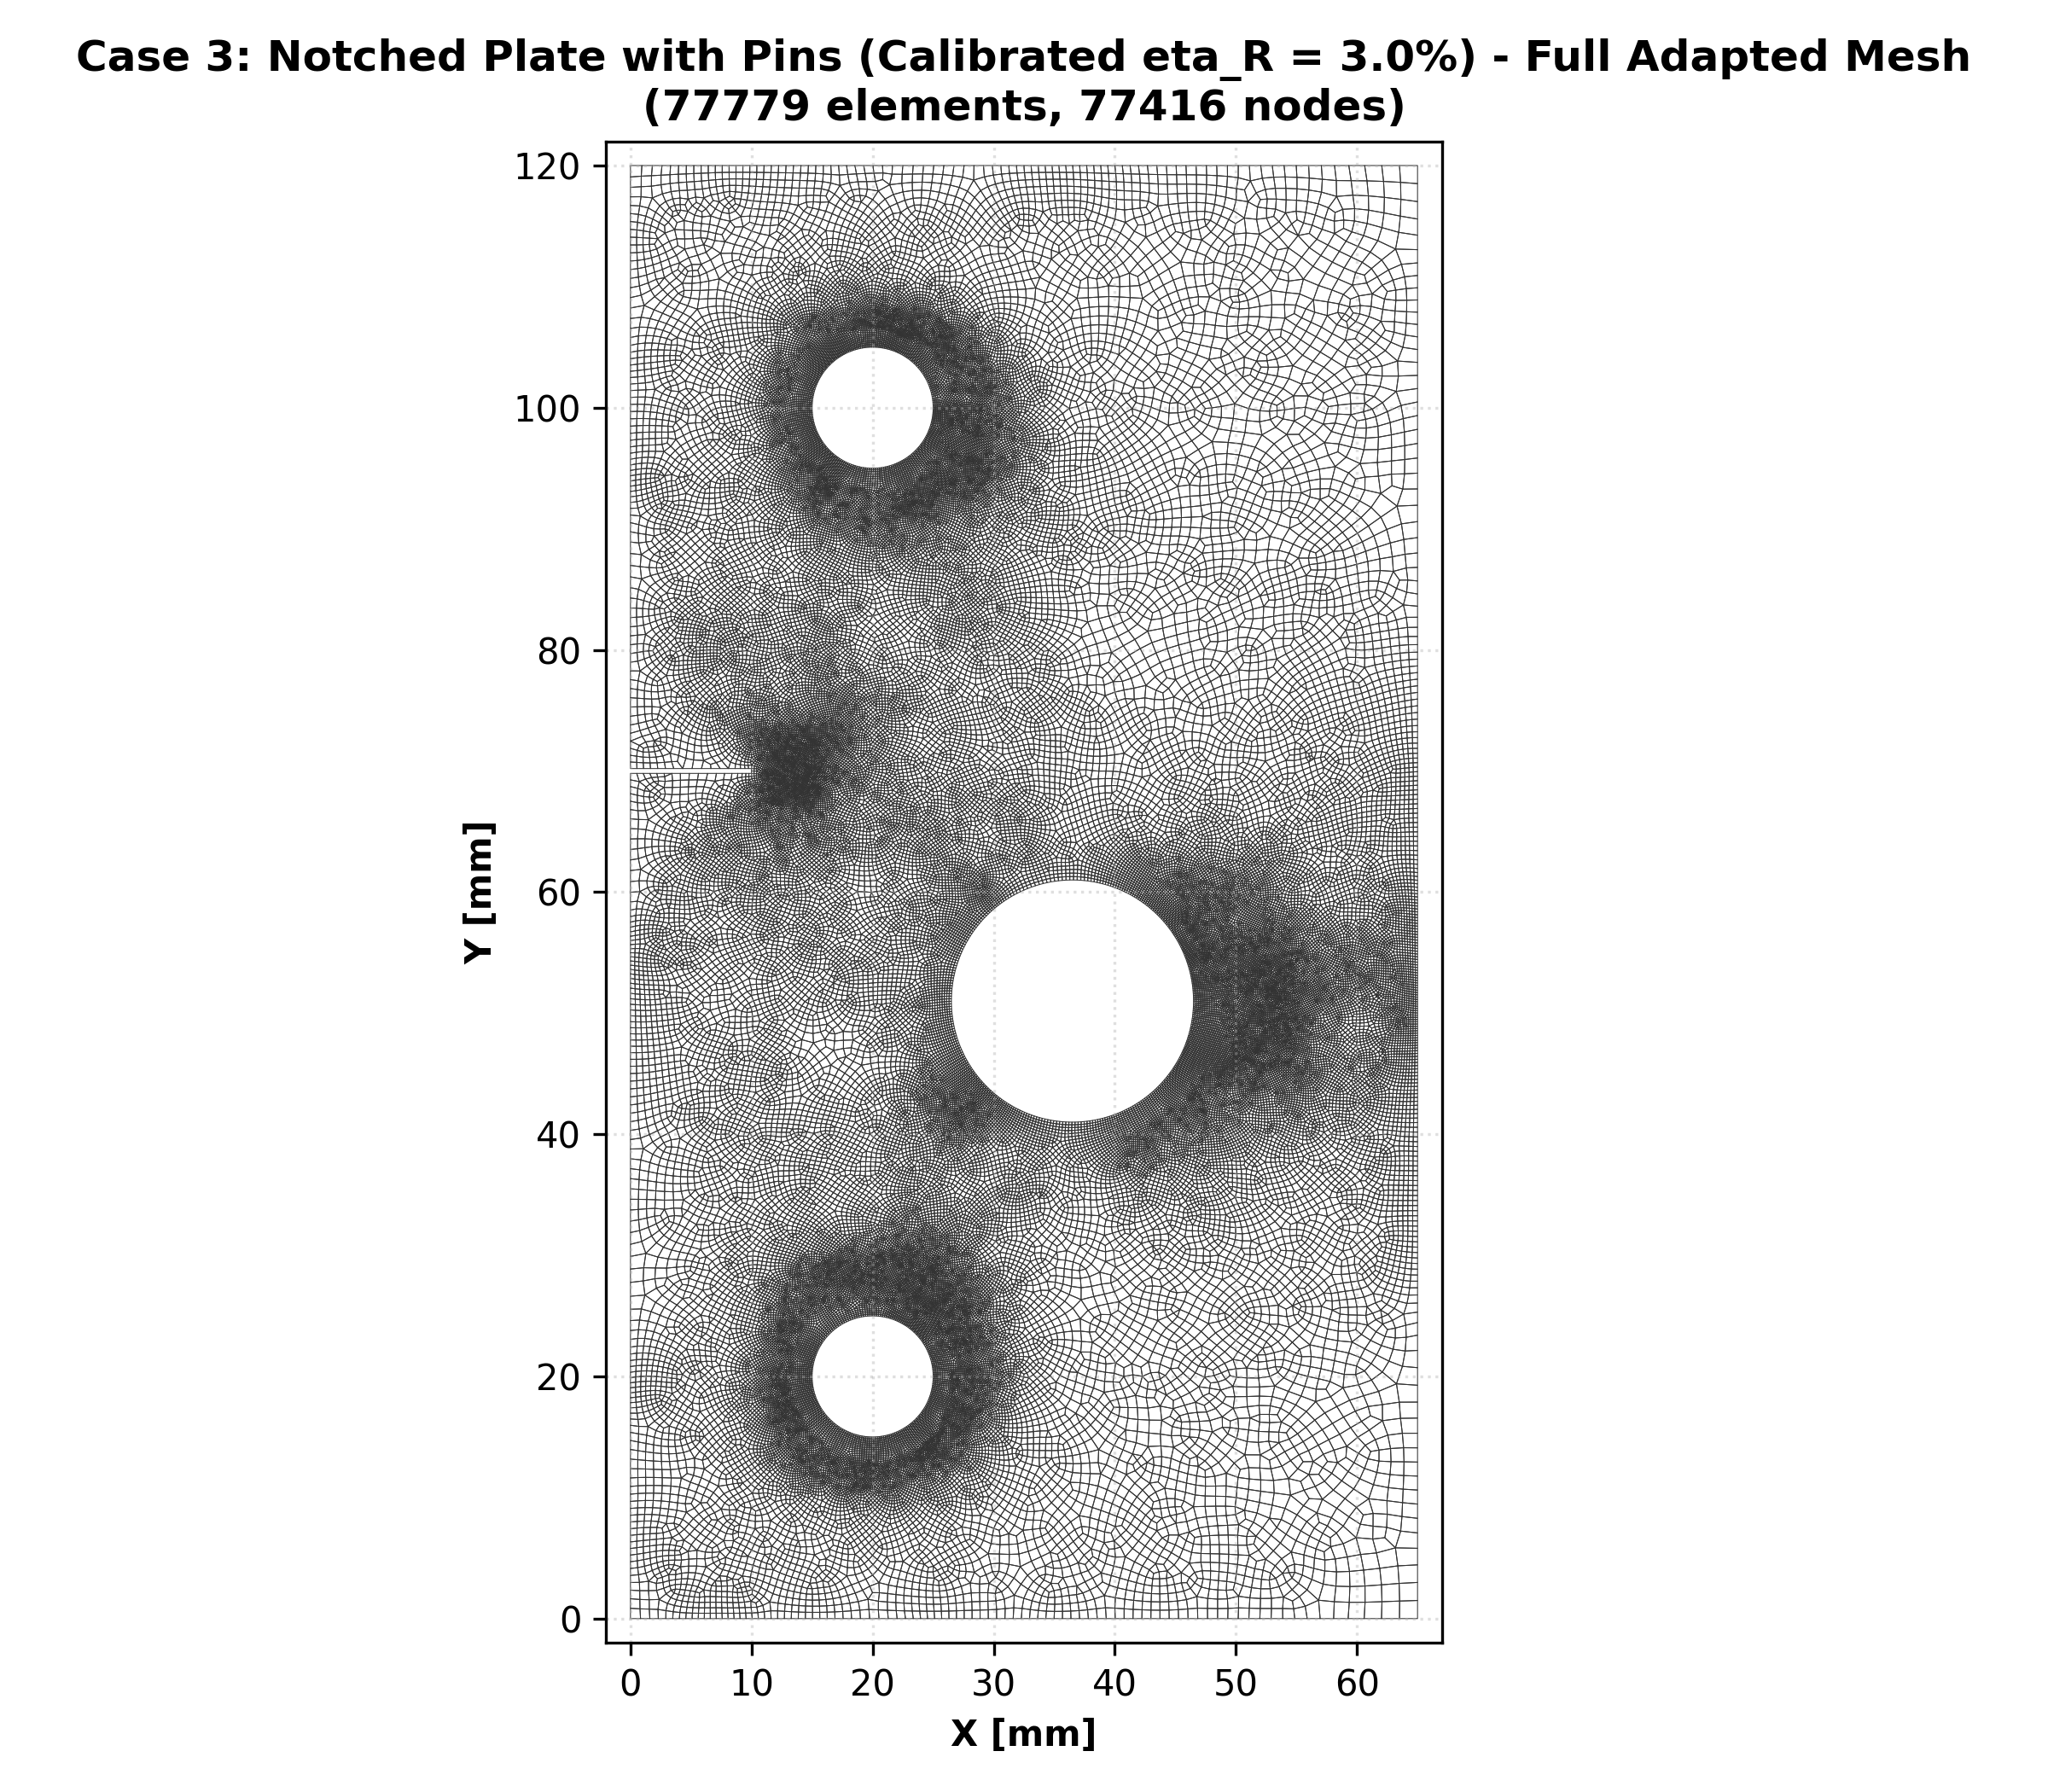 Case 3: Notched Plate with Pins (Calibrated eta_R = 3.0%) - Full Adapted Mesh
(77779 elements, 77416 nodes)
120
100
80
60
40
20
0
Y [mm]
0 10 20 30 40 50 60
X [mm]